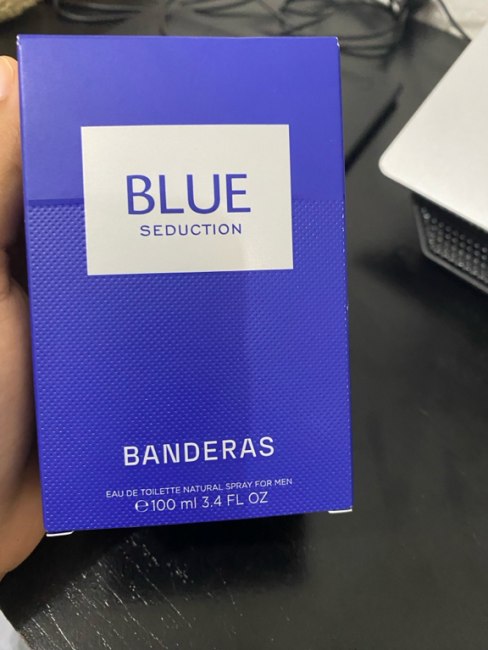 BLUE
SEDUCTION
BANDERAS
EAU DE TOILETTE NATURAL SPRAY FOR MEN
℮100 ml 3.4 FL OZ